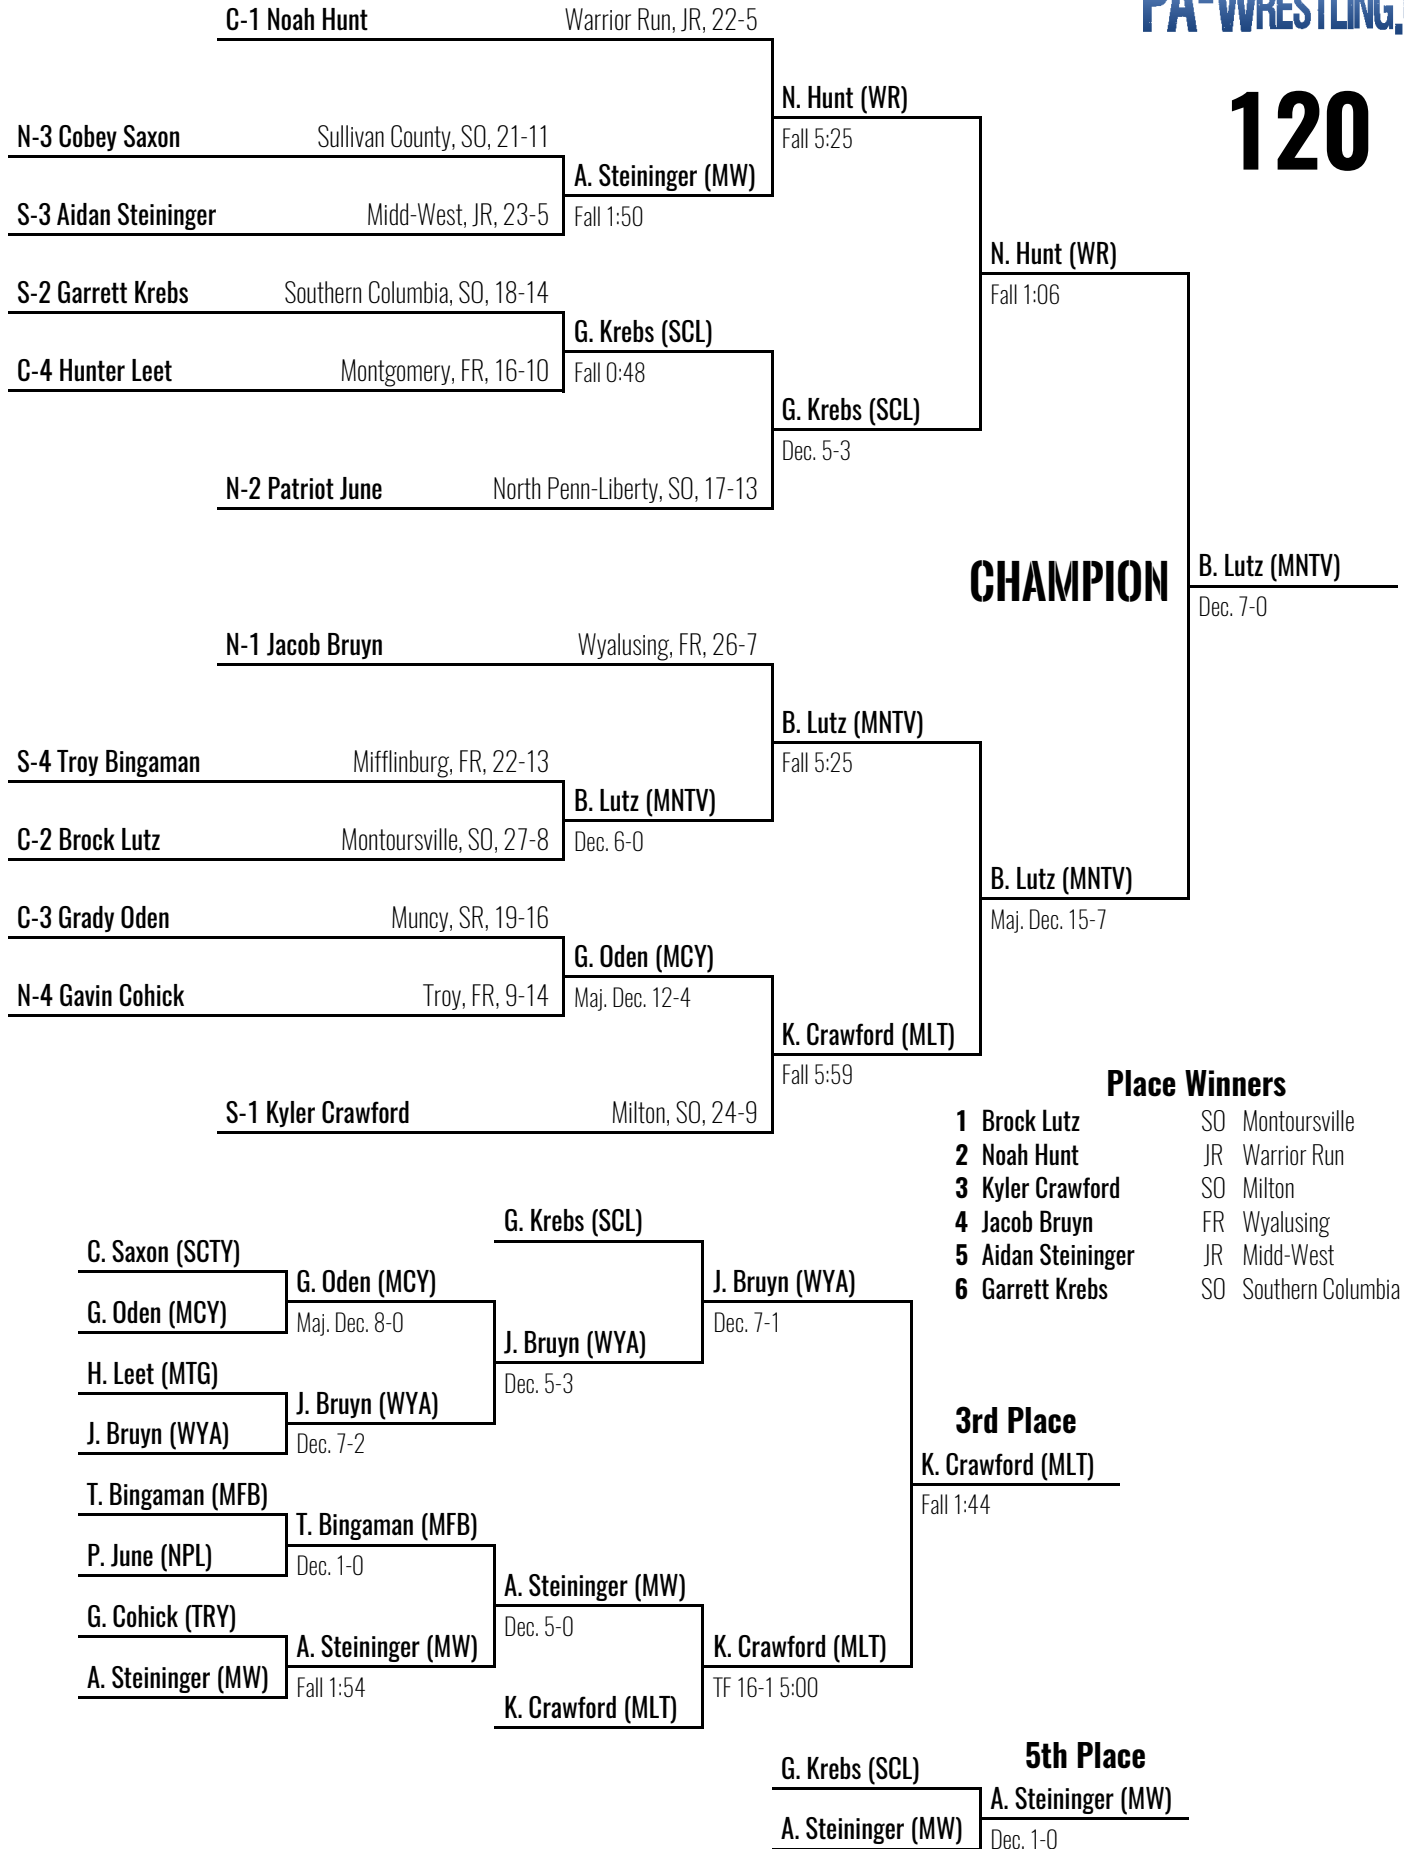 PA-WRESTLING.
120
C-1 Noah Hunt Warrior Run, JR, 22-5
N. Hunt (WR)
Fall 5:25
N-3 Cobey Saxon Sullivan County, SO, 21-11
A. Steininger (MW)
Fall 1:50
S-3 Aidan Steininger Midd-West, JR, 23-5
N. Hunt (WR)
Fall 1:06
S-2 Garrett Krebs Southern Columbia, SO, 18-14
G. Krebs (SCL)
Fall 0:48
C-4 Hunter Leet Montgomery, FR, 16-10
G. Krebs (SCL)
Dec. 5-3
N-2 Patriot June North Penn-Liberty, SO, 17-13
CHAMPION
B. Lutz (MNTV)
Dec. 7-0
N-1 Jacob Bruyn Wyalusing, FR, 26-7
B. Lutz (MNTV)
Fall 5:25
S-4 Troy Bingaman Mifflinburg, FR, 22-13
B. Lutz (MNTV)
Dec. 6-0
C-2 Brock Lutz Montoursville, SO, 27-8
B. Lutz (MNTV)
Maj. Dec. 15-7
C-3 Grady Oden Muncy, SR, 19-16
G. Oden (MCY)
Maj. Dec. 12-4
N-4 Gavin Cohick Troy, FR, 9-14
K. Crawford (MLT)
Fall 5:59
S-1 Kyler Crawford Milton, SO, 24-9
Place Winners
1 Brock Lutz SO Montoursville
2 Noah Hunt JR Warrior Run
3 Kyler Crawford SO Milton
4 Jacob Bruyn FR Wyalusing
5 Aidan Steininger JR Midd-West
6 Garrett Krebs SO Southern Columbia
G. Krebs (SCL)
C. Saxon (SCTY)
G. Oden (MCY)
Maj. Dec. 8-0
G. Oden (MCY)
J. Bruyn (WYA)
Dec. 7-1
J. Bruyn (WYA)
Dec. 5-3
H. Leet (MTG)
J. Bruyn (WYA)
Dec. 7-2
J. Bruyn (WYA)
3rd Place
K. Crawford (MLT)
Fall 1:44
T. Bingaman (MFB)
T. Bingaman (MFB)
Dec. 1-0
P. June (NPL)
A. Steininger (MW)
Dec. 5-0
G. Cohick (TRY)
A. Steininger (MW)
Fall 1:54
A. Steininger (MW)
K. Crawford (MLT)
TF 16-1 5:00
K. Crawford (MLT)
5th Place
G. Krebs (SCL)
A. Steininger (MW)
Dec. 1-0
A. Steininger (MW)